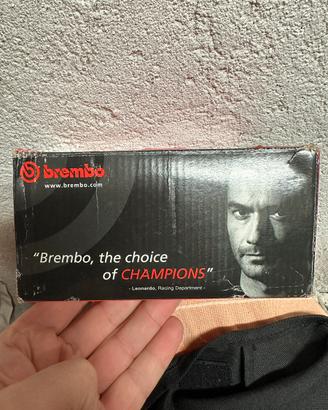 brembo
www.brembo.com
“Brembo, the choice
of CHAMPIONS”
- Leonardo, Racing Department -